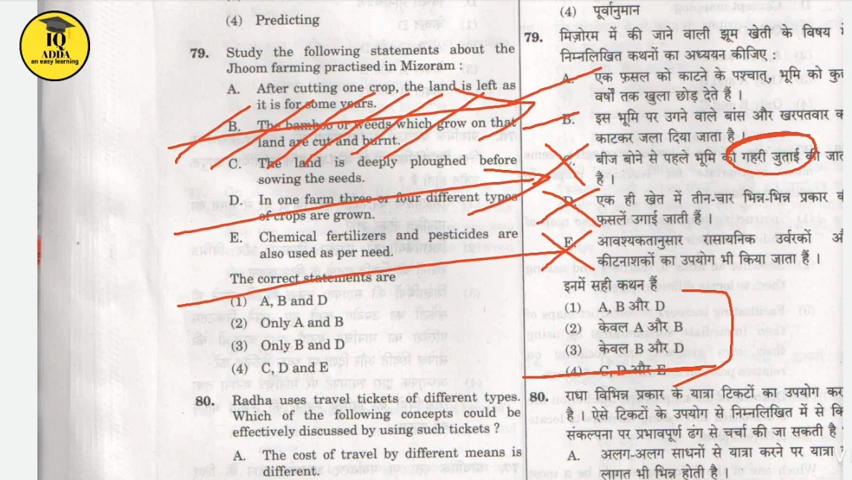 IQ
ADDA
an easy learning
(4) Predicting
79. Study the following statements about the
Jhoom farming practised in Mizoram :
A. After cutting one crop, the land is left as
it is for some years.
B. The bamboo or weeds which grow on that
land are cut and burnt.
C. The land is deeply ploughed before
sowing the seeds.
D. In one farm three or four different types
of crops are grown.
E. Chemical fertilizers and pesticides are
also used as per need.
The correct statements are
(1) A, B and D
(2) Only A and B
(3) Only B and D
(4) C, D and E
80. Radha uses travel tickets of different types.
Which of the following concepts could be
effectively discussed by using such tickets ?
A. The cost of travel by different means is
different.
(4) पूर्वानुमान
79. मिज़ोरम में की जाने वाली झूम खेती के विषय में
निम्नलिखित कथनों का अध्ययन कीजिए :
A. एक फ़सल को काटने के पश्चात्, भूमि को कु
वर्षों तक खुला छोड़ देते हैं ।
B. इस भूमि पर उगने वाले बांस और खरपतवार क
काटकर जला दिया जाता है ।
C. बीज बोने से पहले भूमि की गहरी जुताई की जात
है ।
D. एक ही खेत में तीन-चार भिन्न-भिन्न प्रकार क
फसलें उगाई जाती हैं ।
E. आवश्यकतानुसार रासायनिक उर्वरकों औ
कीटनाशकों का उपयोग भी किया जाता हैं ।
इनमें सही कथन हैं
(1) A, B और D
(2) केवल A और B
(3) केवल B और D
(4) C, D और E
80. राधा विभिन्न प्रकार के यात्रा टिकटों का उपयोग कर
है । ऐसे टिकटों के उपयोग से निम्नलिखित में से कि
संकल्पना पर प्रभावपूर्ण ढंग से चर्चा की जा सकती है
A. अलग-अलग साधनों से यात्रा करने पर यात्रा
लागत भी भिन्न होती है ।